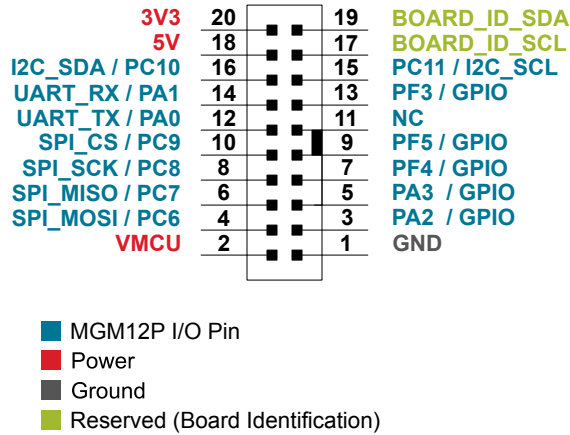 3V3 20 19 BOARD_ID_SDA
5V 18 17 BOARD_ID_SCL
I2C_SDA / PC10 16 15 PC11 / I2C_SCL
UART_RX / PA1 14 13 PF3 / GPIO
UART_TX / PA0 12 11 NC
SPI_CS / PC9 10 9 PF5 / GPIO
SPI_SCK / PC8 8 7 PF4 / GPIO
SPI_MISO / PC7 6 5 PA3 / GPIO
SPI_MOSI / PC6 4 3 PA2 / GPIO
VMCU 2 1 GND
MGM12P I/O Pin
Power
Ground
Reserved (Board Identification)